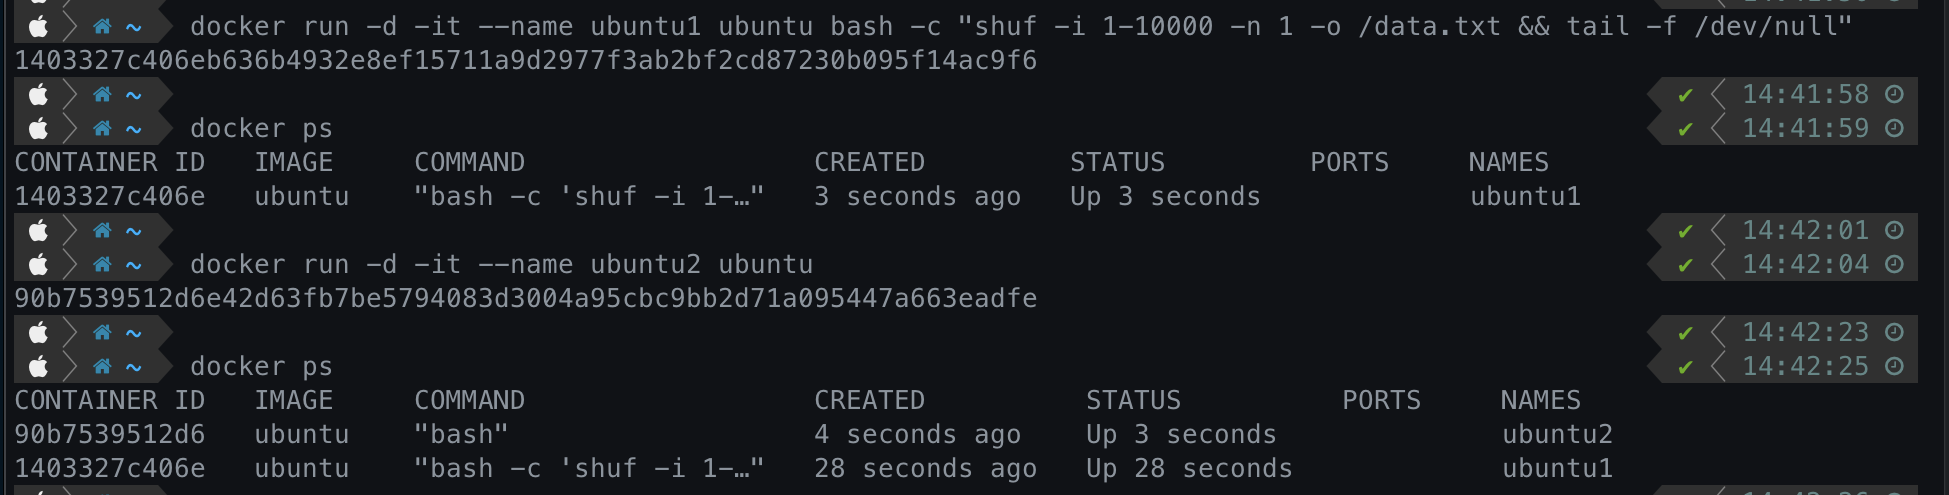 docker run -d -it --name ubuntu1 ubuntu bash -c "shuf -i 1-10000 -n 1 -o /data.txt && tail -f /dev/null"
1403327c406eb636b4932e8ef15711a9d2977f3ab2bf2cd87230b095f14ac9f6
~ ✔ 14:41:58
~ docker ps ✔ 14:41:59
CONTAINER ID IMAGE COMMAND CREATED STATUS PORTS NAMES
1403327c406e ubuntu "bash -c 'shuf -i 1-…" 3 seconds ago Up 3 seconds ubuntu1
~ ✔ 14:42:01
~ docker run -d -it --name ubuntu2 ubuntu ✔ 14:42:04
90b7539512d6e42d63fb7be5794083d3004a95cbc9bb2d71a095447a663eadfe
~ ✔ 14:42:23
~ docker ps ✔ 14:42:25
CONTAINER ID IMAGE COMMAND CREATED STATUS PORTS NAMES
90b7539512d6 ubuntu "bash" 4 seconds ago Up 3 seconds ubuntu2
1403327c406e ubuntu "bash -c 'shuf -i 1-…" 28 seconds ago Up 28 seconds ubuntu1